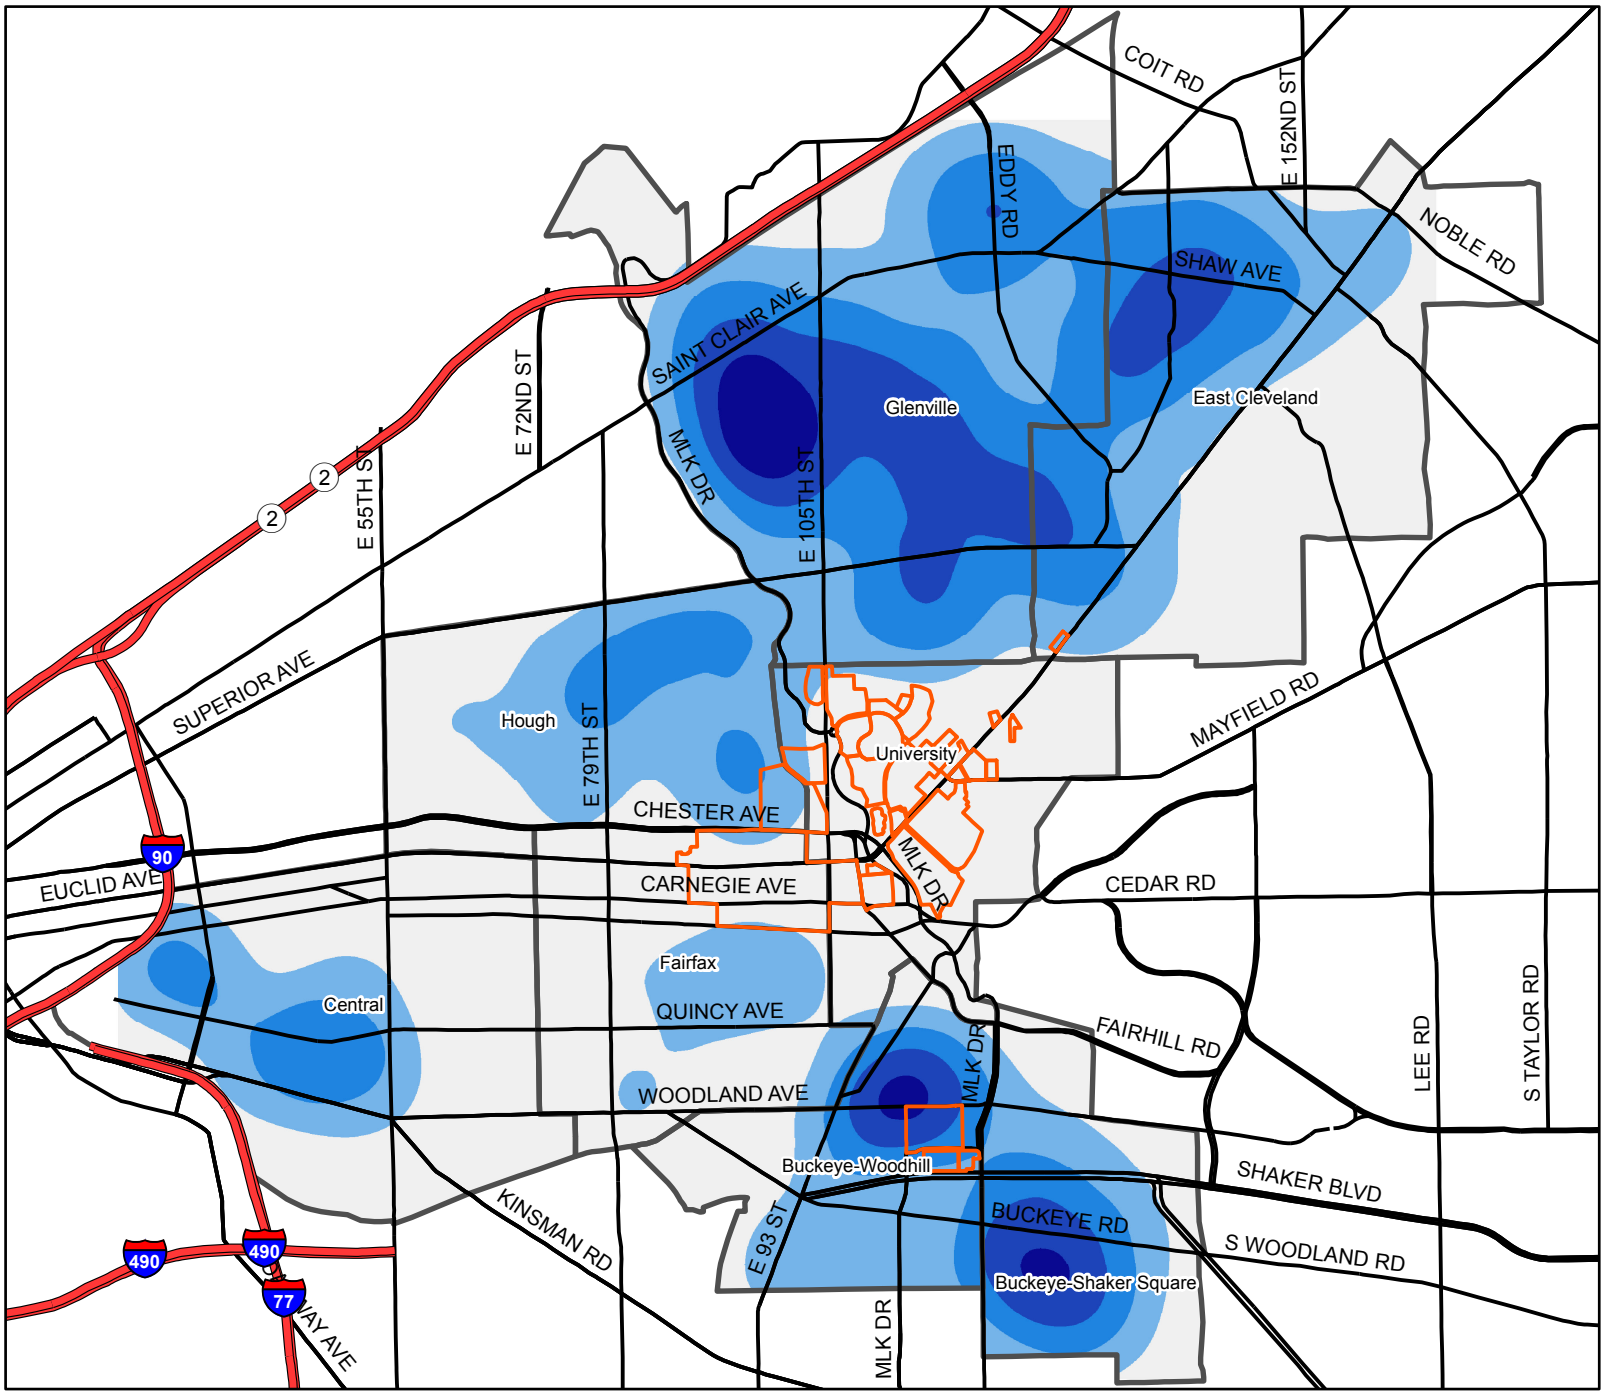 COIT RD
E 152ND ST
EDDY RD
NOBLE RD
SHAW AVE
SAINT CLAIR AVE
E 72ND ST
East Cleveland
Glenville
MLK DR
E 105TH ST
2
2
E 55TH ST
SUPERIOR AVE
MAYFIELD RD
Hough
E 79TH ST
University
CHESTER AVE
90
EUCLID AVE
CARNEGIE AVE
MLK DR
CEDAR RD
Fairfax
Central
QUINCY AVE
S TAYLOR RD
FAIRHILL RD
LEE RD
MLK DR
WOODLAND AVE
Buckeye-Woodhill
SHAKER BLVD
KINSMAN RD
E 93 ST
BUCKEYE RD
S WOODLAND RD
490
490
Buckeye-Shaker Square
77
WAY AVE
MLK DR